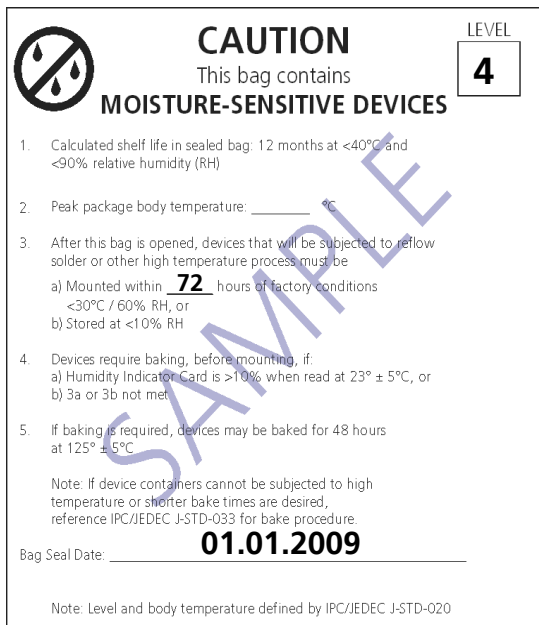 CAUTION
LEVEL
4
This bag contains
MOISTURE-SENSITIVE DEVICES
1. Calculated shelf life in sealed bag: 12 months at <40°C and
<90% relative humidity (RH)
2. Peak package body temperature: _______ °C
3. After this bag is opened, devices that will be subjected to reflow
solder or other high temperature process must be
a) Mounted within 72 hours of factory conditions
<30°C / 60% RH, or
b) Stored at <10% RH
4. Devices require baking, before mounting, if:
a) Humidity Indicator Card is >10% when read at 23° ± 5°C, or
b) 3a or 3b not met
5. If baking is required, devices may be baked for 48 hours
at 125° ± 5°C
Note: If device containers cannot be subjected to high
temperature or shorter bake times are desired,
reference IPC/JEDEC J-STD-033 for bake procedure.
Bag Seal Date: 01.01.2009
Note: Level and body temperature defined by IPC/JEDEC J-STD-020
SAMPLE